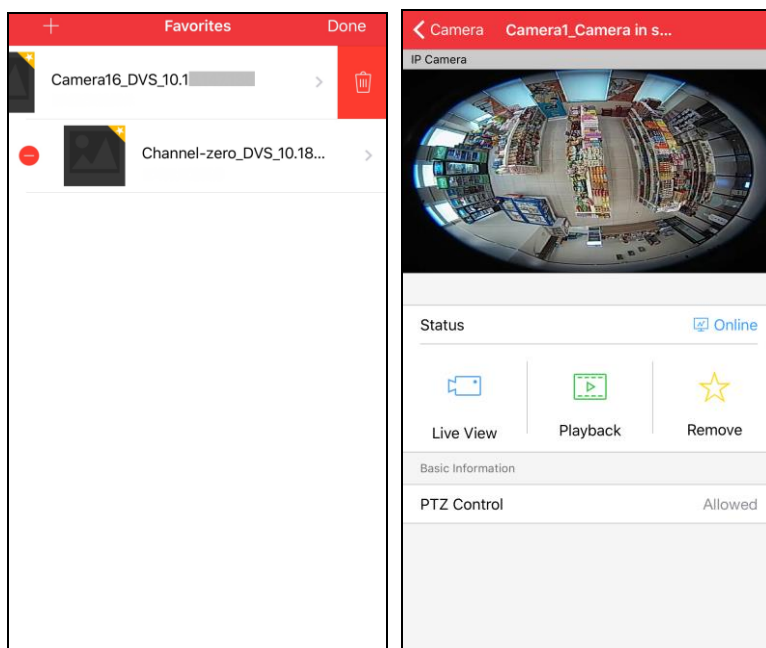 Favorites
Done
Camera16_DVS_10.1
Channel-zero_DVS_10.18...
Camera
Camera1_Camera in s...
IP Camera
Status
Online
Live View
Playback
Remove
Basic Information
PTZ Control
Allowed